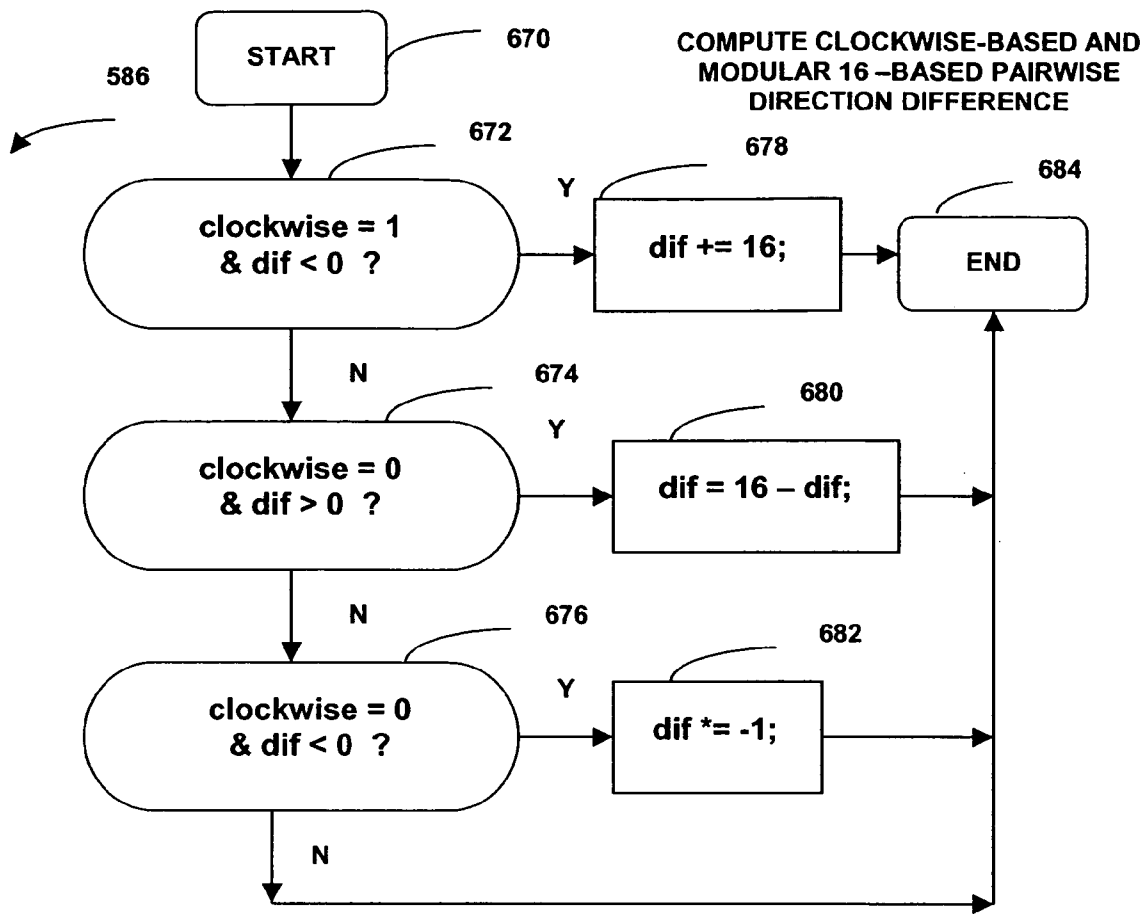 START
670
COMPUTE CLOCKWISE-BASED AND
MODULAR 16 –BASED PAIRWISE
DIRECTION DIFFERENCE
586
672
678
684
clockwise = 1
& dif < 0 ?
Y
dif += 16;
END
N
674
680
clockwise = 0
& dif > 0 ?
Y
dif = 16 – dif;
N
676
682
clockwise = 0
& dif < 0 ?
Y
dif *= -1;
N